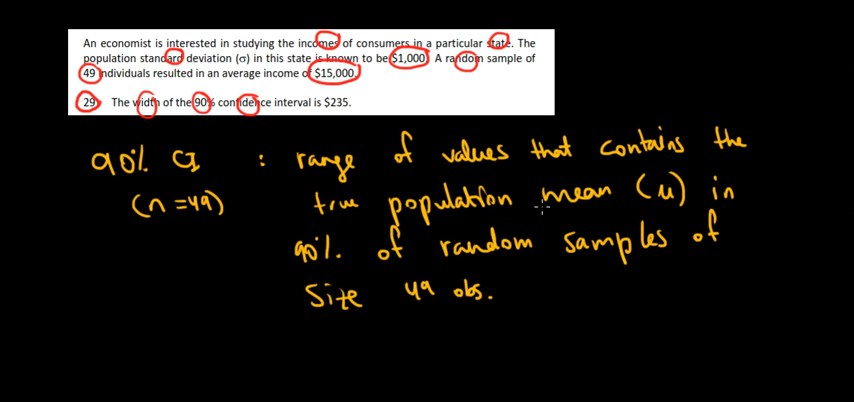 An economist is interested in studying the incomes of consumers in a particular state. The
population standard deviation (σ) in this state is known to be $1,000. A random sample of
49 individuals resulted in an average income of $15,000.
29. The width of the 90% confidence interval is $235.
90% CI : range of values that contains the
(n = 49) true population mean (μ) in
90% of random samples of
size 49 obs.